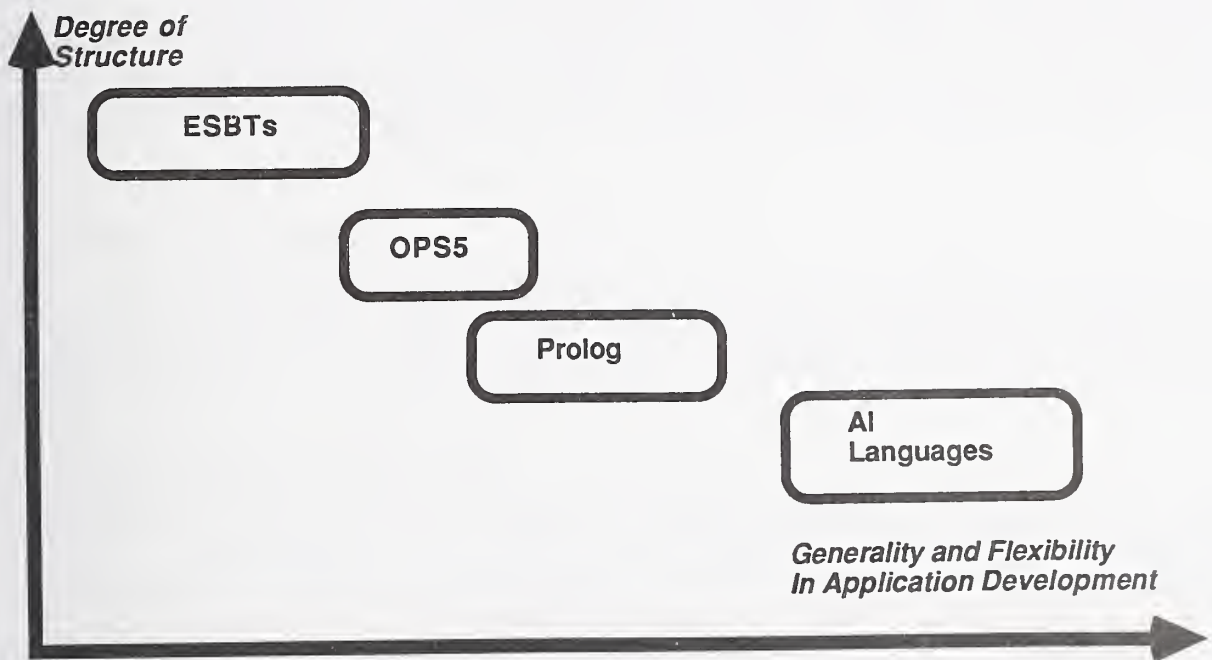 Degree of
Structure
ESBTs
OPS5
Prolog
AI
Languages
Generality and Flexibility
In Application Development